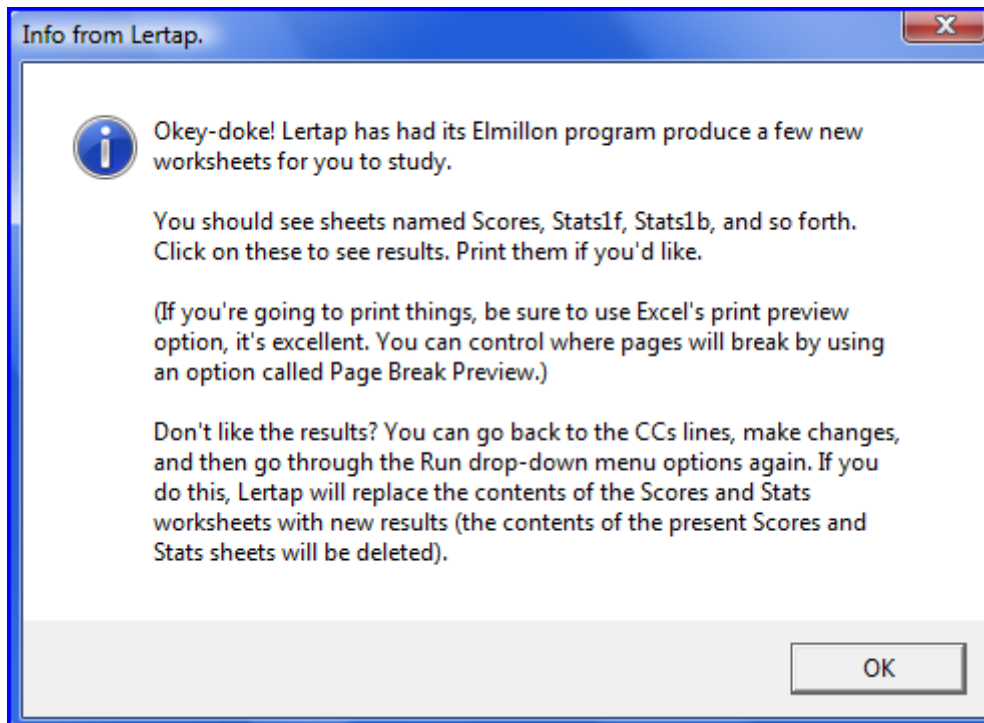 Info from Lertap.
Okey-doke! Lertap has had its Elmillon program produce a few new
worksheets for you to study.
You should see sheets named Scores, Stats1f, Stats1b, and so forth.
Click on these to see results. Print them if you'd like.
(If you're going to print things, be sure to use Excel's print preview
option, it's excellent. You can control where pages will break by using
an option called Page Break Preview.)
Don't like the results? You can go back to the CCs lines, make changes,
and then go through the Run drop-down menu options again. If you
do this, Lertap will replace the contents of the Scores and Stats
worksheets with new results (the contents of the present Scores and
Stats sheets will be deleted).
OK